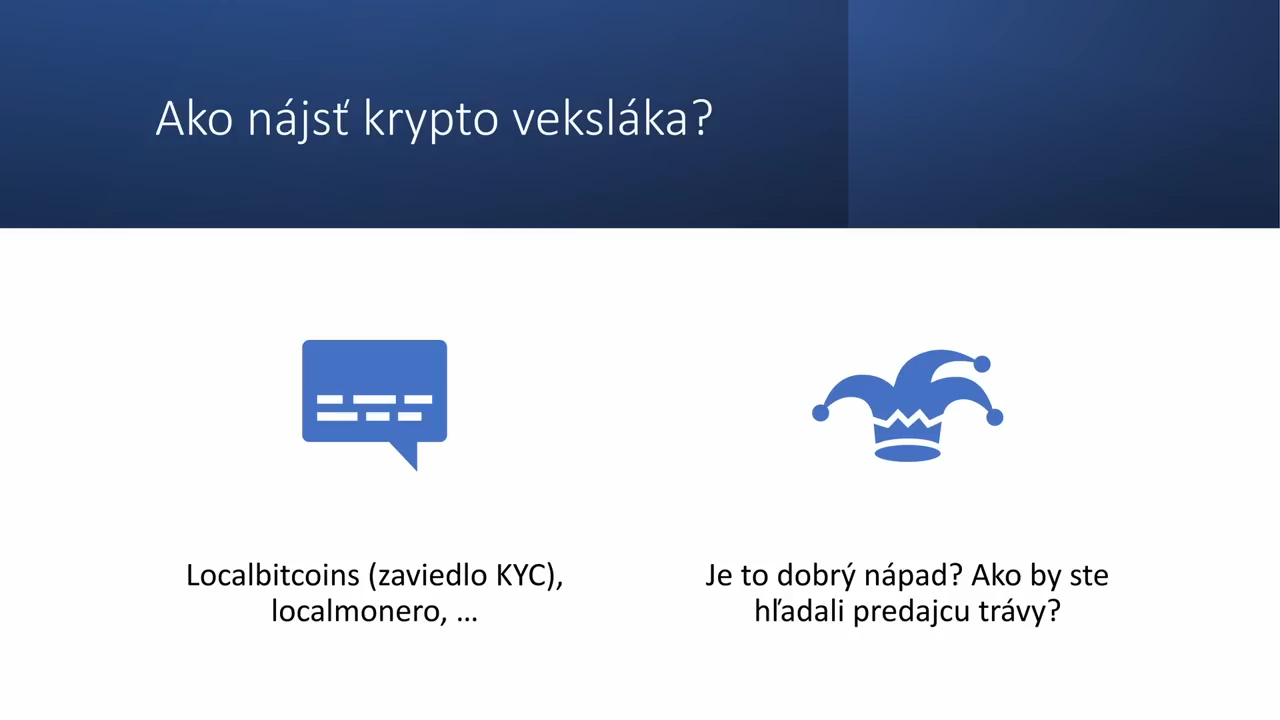 Ako nájsť krypto veksláka?
Localbitcoins (zaviedlo KYC),
localmonero, ...
Je to dobrý nápad? Ako by ste
hľadali predajcu trávy?